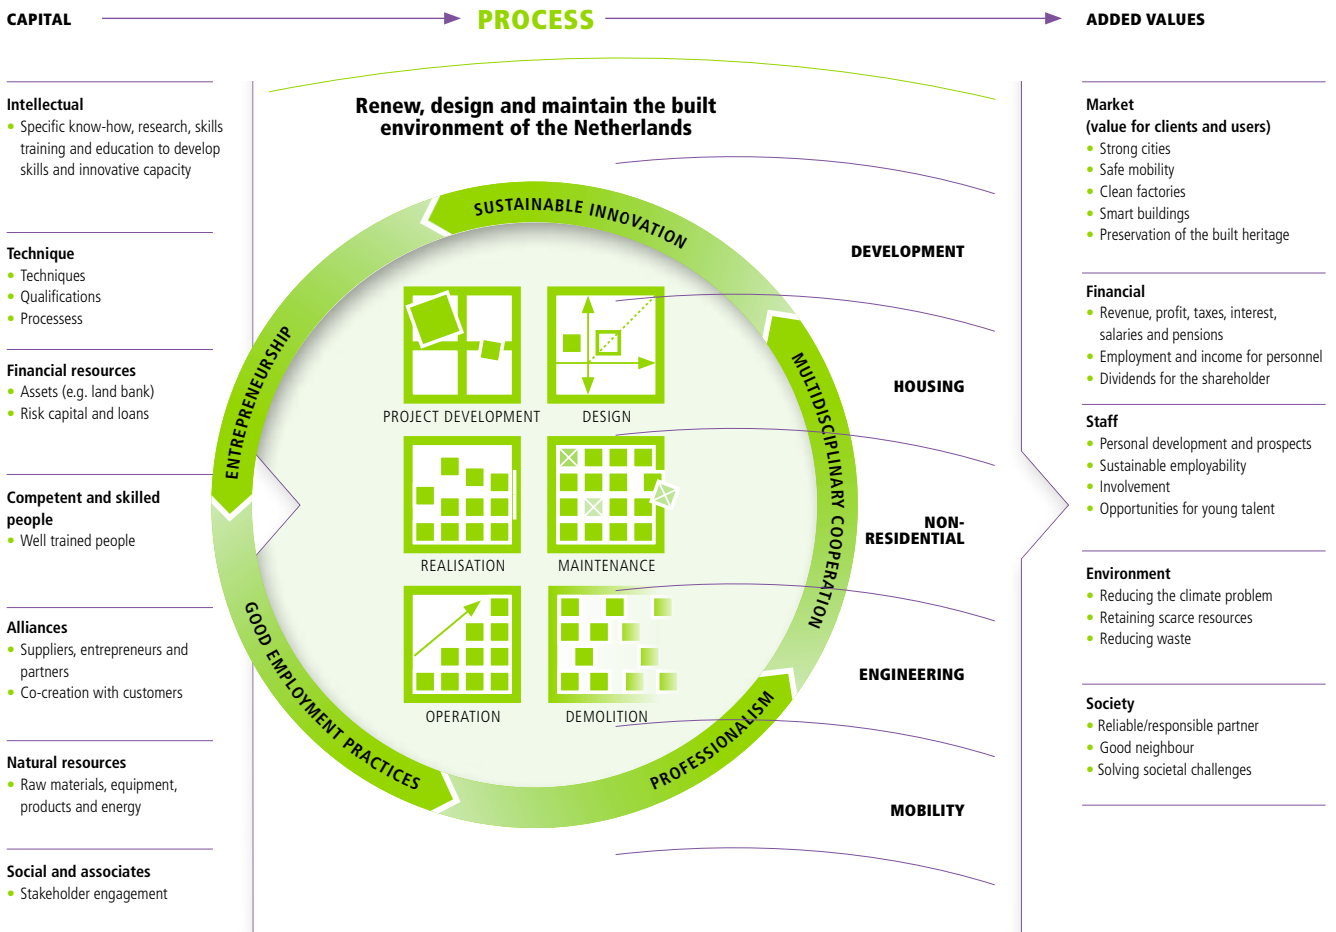 CAPITAL
PROCESS
ADDED VALUES
Intellectual
• Specific know-how, research, skills
training and education to develop
skills and innovative capacity
Technique
• Techniques
• Qualifications
• Processess
Financial resources
• Assets (e.g. land bank)
• Risk capital and loans
Competent and skilled
people
• Well trained people
Alliances
• Suppliers, entrepreneurs and
partners
• Co-creation with customers
Natural resources
• Raw materials, equipment,
products and energy
Social and associates
• Stakeholder engagement
Renew, design and maintain the built
environment of the Netherlands
SUSTAINABLE INNOVATION
ENTREPRENEURSHIP
MULTIDISCIPLINARY COOPERATION
GOOD EMPLOYMENT PRACTICES
PROFESSIONALISM
PROJECT DEVELOPMENT
DESIGN
REALISATION
MAINTENANCE
OPERATION
DEMOLITION
DEVELOPMENT
HOUSING
NON-
RESIDENTIAL
ENGINEERING
MOBILITY
Market
(value for clients and users)
• Strong cities
• Safe mobility
• Clean factories
• Smart buildings
• Preservation of the built heritage
Financial
• Revenue, profit, taxes, interest,
salaries and pensions
• Employment and income for personnel
• Dividends for the shareholder
Staff
• Personal development and prospects
• Sustainable employability
• Involvement
• Opportunities for young talent
Environment
• Reducing the climate problem
• Retaining scarce resources
• Reducing waste
Society
• Reliable/responsible partner
• Good neighbour
• Solving societal challenges